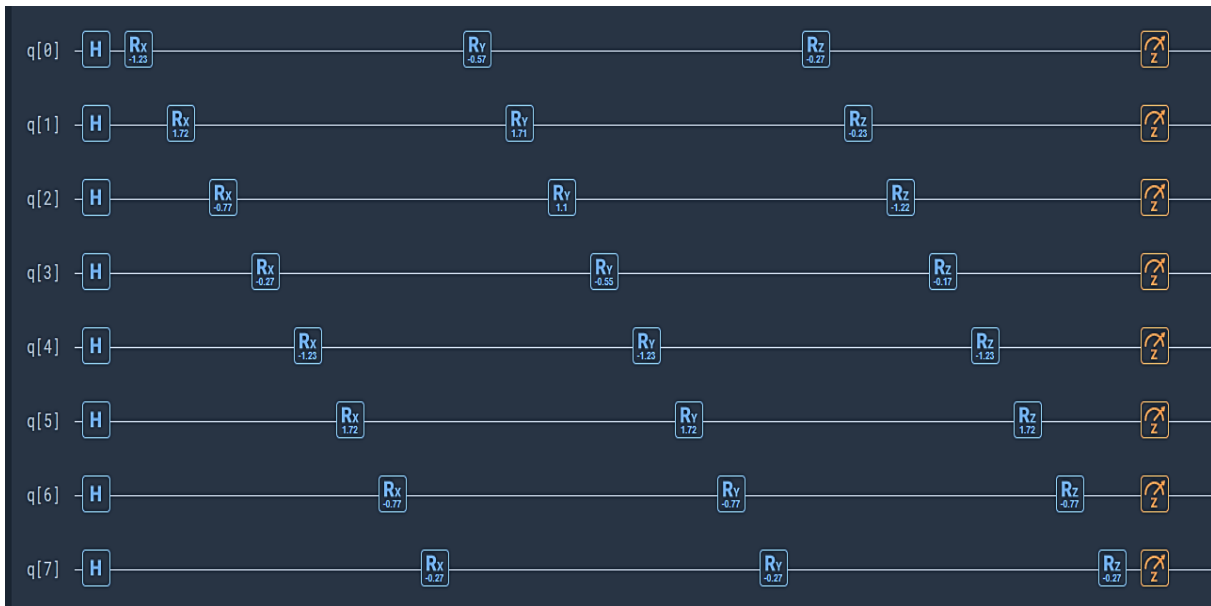 q[0] H RX -1.23 RY -0.57 RZ -0.27 Z
q[1] H RX 1.72 RY 1.71 RZ -0.23 Z
q[2] H RX -0.77 RY 1.1 RZ -1.22 Z
q[3] H RX -0.27 RY -0.55 RZ -0.17 Z
q[4] H RX -1.23 RY -1.23 RZ -1.23 Z
q[5] H RX 1.72 RY 1.72 RZ 1.72 Z
q[6] H RX -0.77 RY -0.77 RZ -0.77 Z
q[7] H RX -0.27 RY -0.27 RZ -0.27 Z